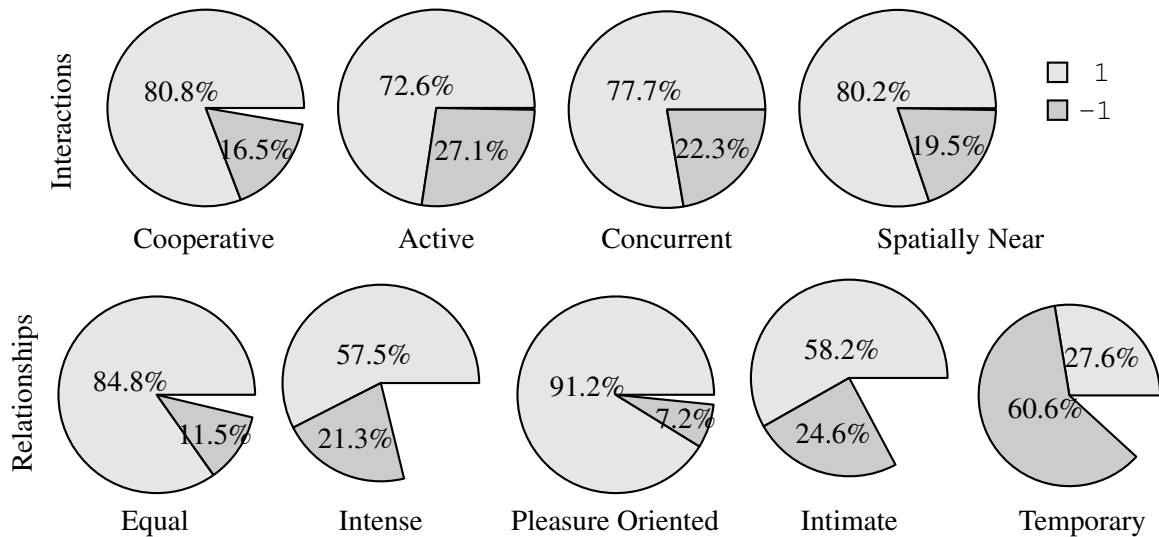 Interactions
80.8%
16.5%
Cooperative
72.6%
27.1%
Active
77.7%
22.3%
Concurrent
80.2%
19.5%
Spatially Near
1
-1
Relationships
84.8%
11.5%
Equal
57.5%
21.3%
Intense
91.2%
7.2%
Pleasure Oriented
58.2%
24.6%
Intimate
27.6%
60.6%
Temporary